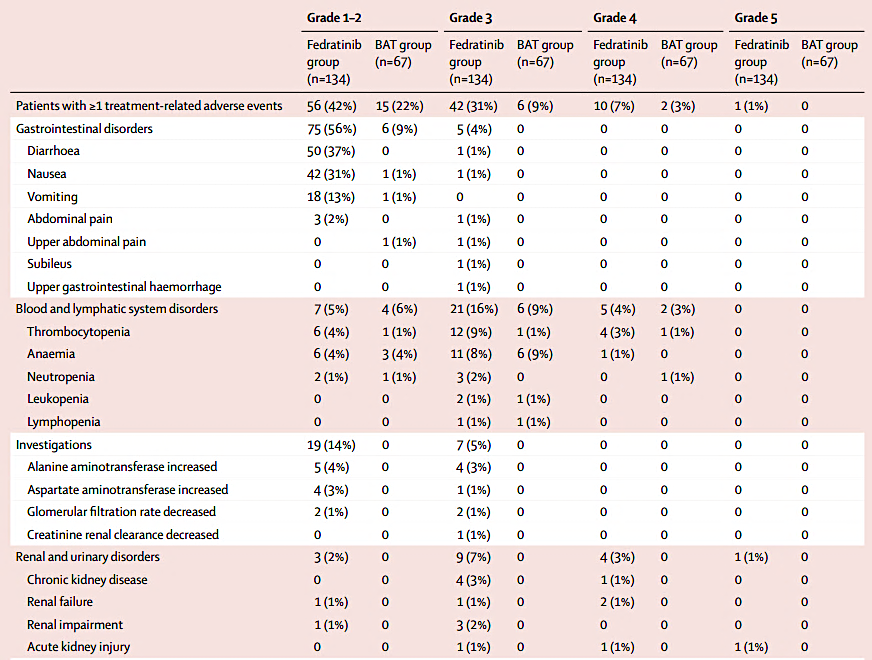 Grade 1–2 Grade 3 Grade 4 Grade 5
Fedratinib group (n=134) BAT group (n=67) Fedratinib group (n=134) BAT group (n=67) Fedratinib group (n=134) BAT group (n=67) Fedratinib group (n=134) BAT group (n=67)
Patients with ≥1 treatment-related adverse events 56 (42%) 15 (22%) 42 (31%) 6 (9%) 10 (7%) 2 (3%) 1 (1%) 0
Gastrointestinal disorders 75 (56%) 6 (9%) 5 (4%) 0 0 0 0 0
Diarrhoea 50 (37%) 0 1 (1%) 0 0 0 0 0
Nausea 42 (31%) 1 (1%) 1 (1%) 0 0 0 0 0
Vomiting 18 (13%) 1 (1%) 0 0 0 0 0 0
Abdominal pain 3 (2%) 0 1 (1%) 0 0 0 0 0
Upper abdominal pain 0 1 (1%) 1 (1%) 0 0 0 0 0
Subileus 0 0 1 (1%) 0 0 0 0 0
Upper gastrointestinal haemorrhage 0 0 1 (1%) 0 0 0 0 0
Blood and lymphatic system disorders 7 (5%) 4 (6%) 21 (16%) 6 (9%) 5 (4%) 2 (3%) 0 0
Thrombocytopenia 6 (4%) 1 (1%) 12 (9%) 1 (1%) 4 (3%) 1 (1%) 0 0
Anaemia 6 (4%) 3 (4%) 11 (8%) 6 (9%) 1 (1%) 0 0 0
Neutropenia 2 (1%) 1 (1%) 3 (2%) 0 0 1 (1%) 0 0
Leukopenia 0 0 2 (1%) 1 (1%) 0 0 0 0
Lymphopenia 0 0 1 (1%) 1 (1%) 0 0 0 0
Investigations 19 (14%) 0 7 (5%) 0 0 0 0 0
Alanine aminotransferase increased 5 (4%) 0 4 (3%) 0 0 0 0 0
Aspartate aminotransferase increased 4 (3%) 0 1 (1%) 0 0 0 0 0
Glomerular filtration rate decreased 2 (1%) 0 2 (1%) 0 0 0 0 0
Creatinine renal clearance decreased 0 0 1 (1%) 0 0 0 0 0
Renal and urinary disorders 3 (2%) 0 9 (7%) 0 4 (3%) 0 1 (1%) 0
Chronic kidney disease 0 0 4 (3%) 0 1 (1%) 0 0 0
Renal failure 1 (1%) 0 1 (1%) 0 2 (1%) 0 0 0
Renal impairment 1 (1%) 0 3 (2%) 0 0 0 0 0
Acute kidney injury 0 0 1 (1%) 0 1 (1%) 0 1 (1%) 0